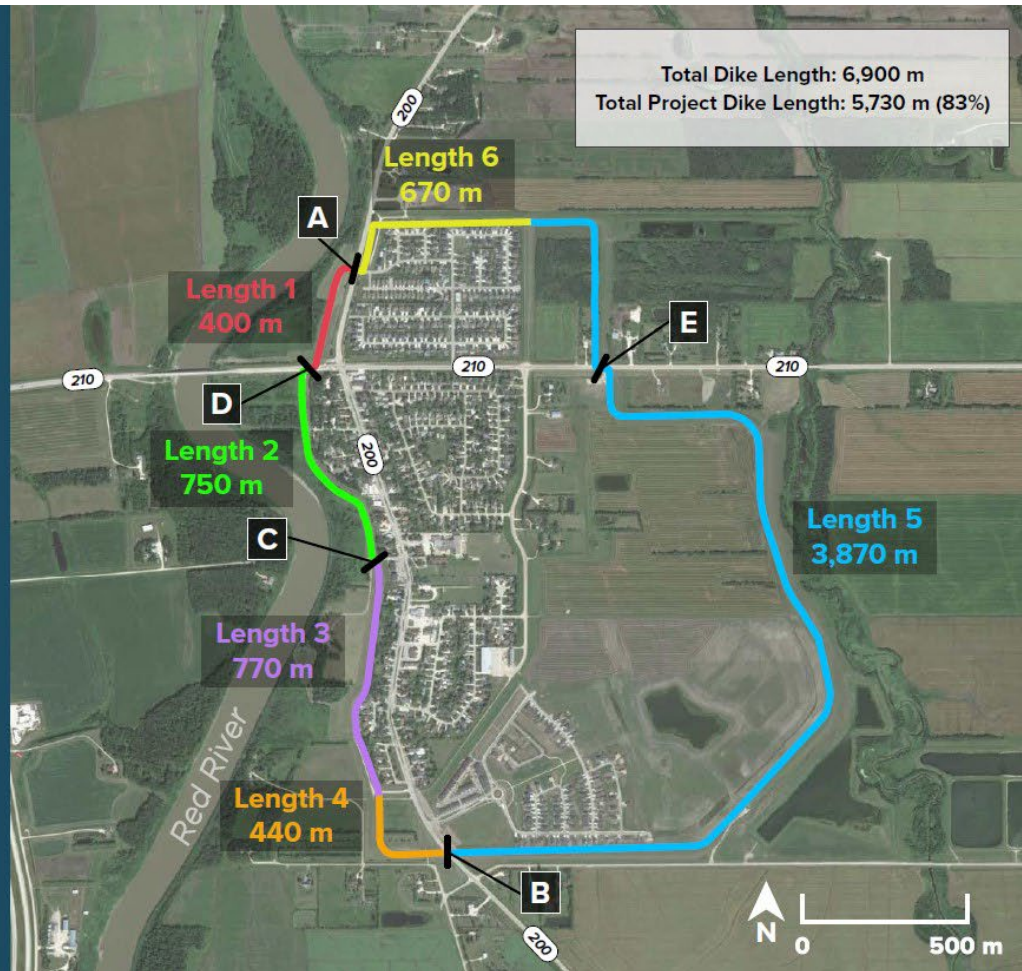 Total Dike Length: 6,900 m
Total Project Dike Length: 5,730 m (83%)
200
Length 6
670 m
A
Length 1
400 m
E
210
210
210
D
200
Length 2
750 m
Length 5
3,870 m
C
Length 3
770 m
Red River
Length 4
440 m
B
200
N
0
500 m